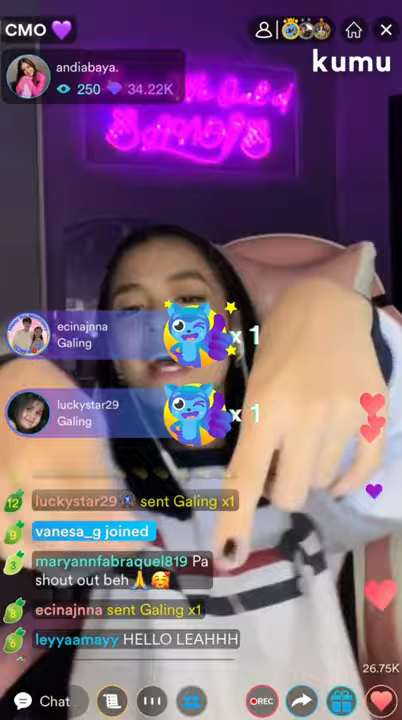 CMO 💜
kumu
andiabaya.
250 34.22K
ecinajnna
Galing
x 1
luckystar29
Galing
x 1
12
luckystar29 sent Galing x1
9
vanesa_g joined
3
maryannfabraquel819 Pa
shout out beh🙏🥰
8
ecinajnna sent Galing x1
6
leyyaamayy HELLO LEAHHH
26.75K
Chat
REC